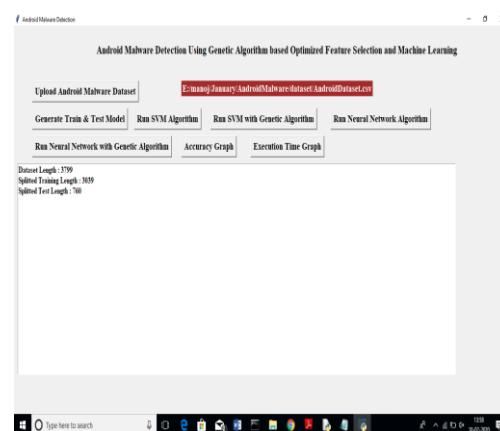 Android Malware Detection
Android Malware Detection Using Genetic Algorithm based Optimized Feature Selection and Machine Learning
Upload Android Malware Dataset
E:/manoj/January/AndroidMalware/dataset/AndroidDataset.csv
Generate Train & Test Model
Run SVM Algorithm
Run SVM with Genetic Algorithm
Run Neural Network Algorithm
Run Neural Network with Genetic Algorithm
Accuracy Graph
Execution Time Graph
Dataset Length : 3799
Splitted Training Length : 3039
Splitted Test Length : 760
Type here to search